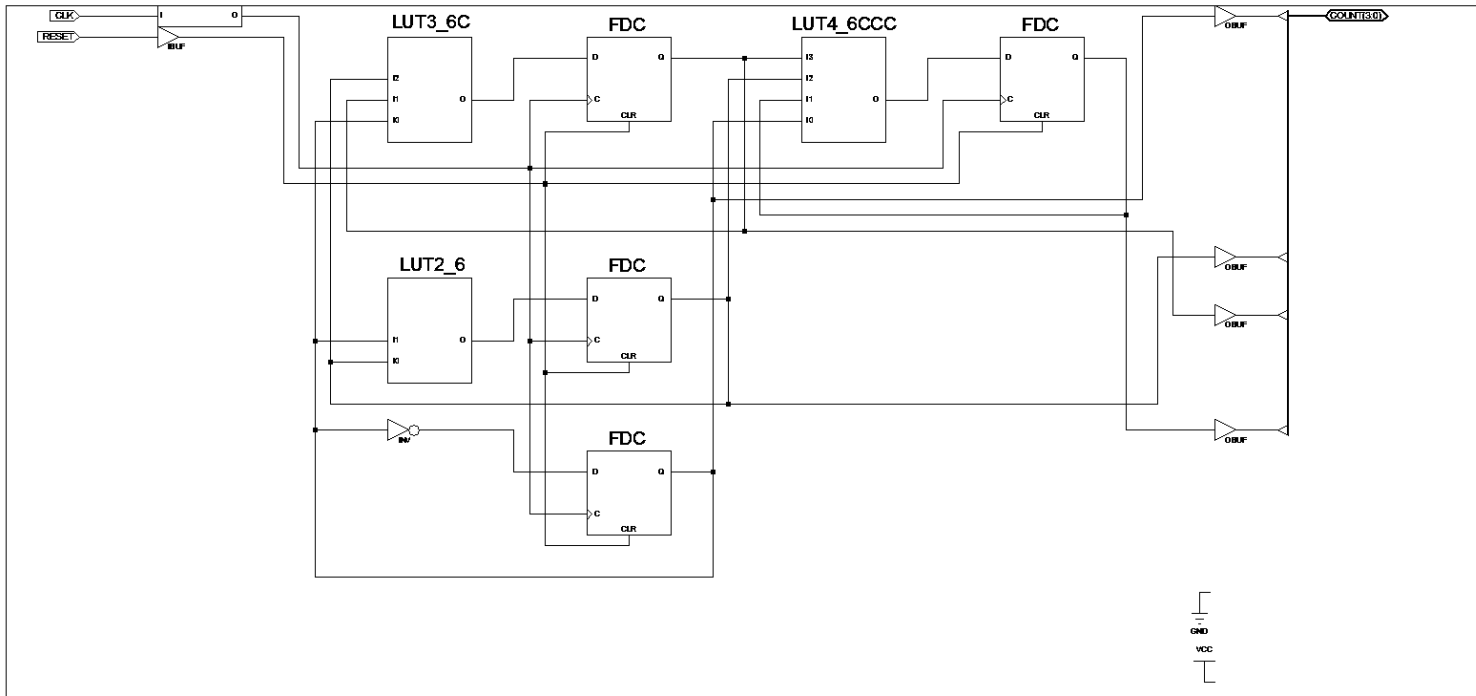 CLK I O OBUF COUNT(3:0)
RESET IBUF
LUT3_6C FDC LUT4_6CCC FDC
I2 I1 I0 O
D Q C CLR
I3 I2 I1 I0 O
D Q C CLR
LUT2_6 FDC OBUF
I1 I0 O
D Q C CLR
OBUF
INV FDC OBUF
D Q C CLR
GND
VCC